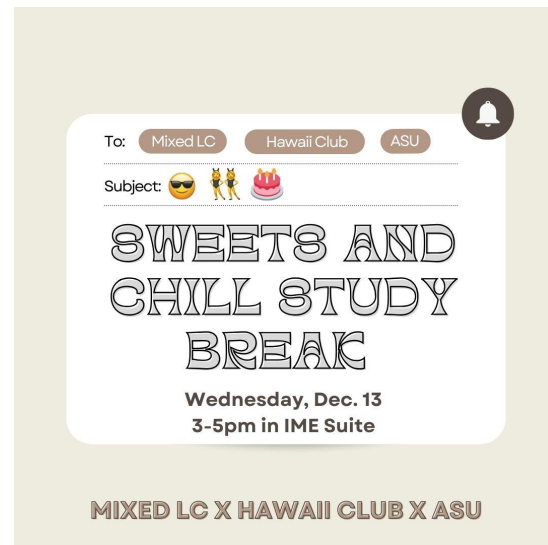 To: Mixed LC Hawaii Club ASU
Subject: 😎 👯 🎂
SWEETS AND
CHILL STUDY
BREAK
Wednesday, Dec. 13
3-5pm in IME Suite
MIXED LC X HAWAII CLUB X ASU